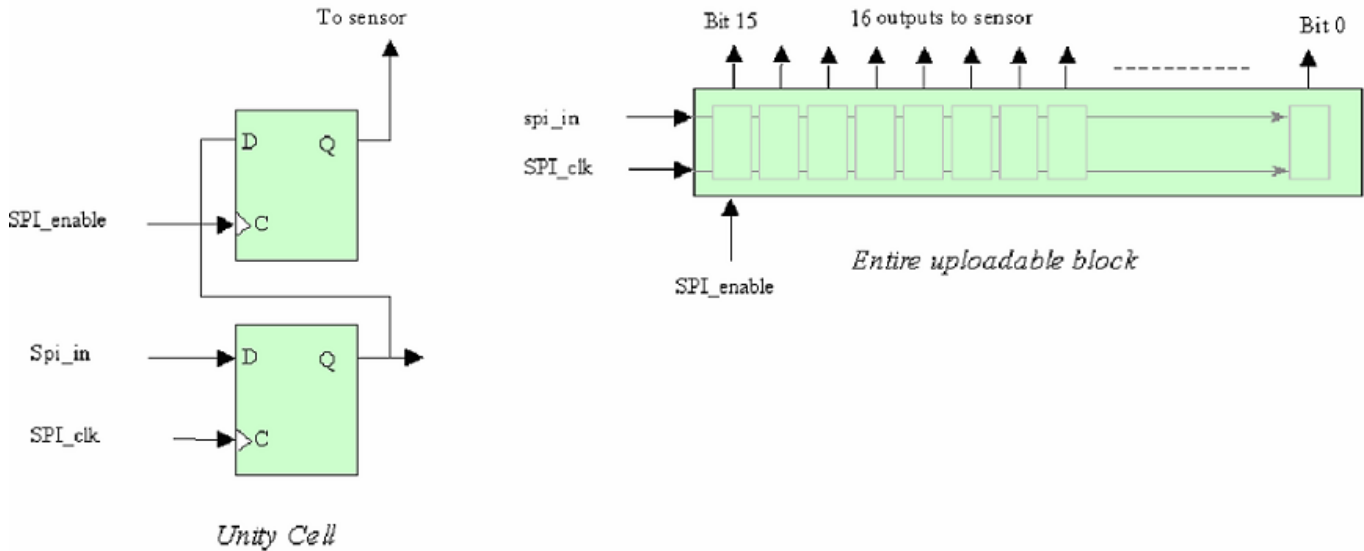 To sensor
D Q
SPI_enable
C
Spi_in
D Q
SPI_clk
C
Unity Cell
Bit 15
16 outputs to sensor
Bit 0
spi_in
SPI_clk
SPI_enable
Entire uploadable block